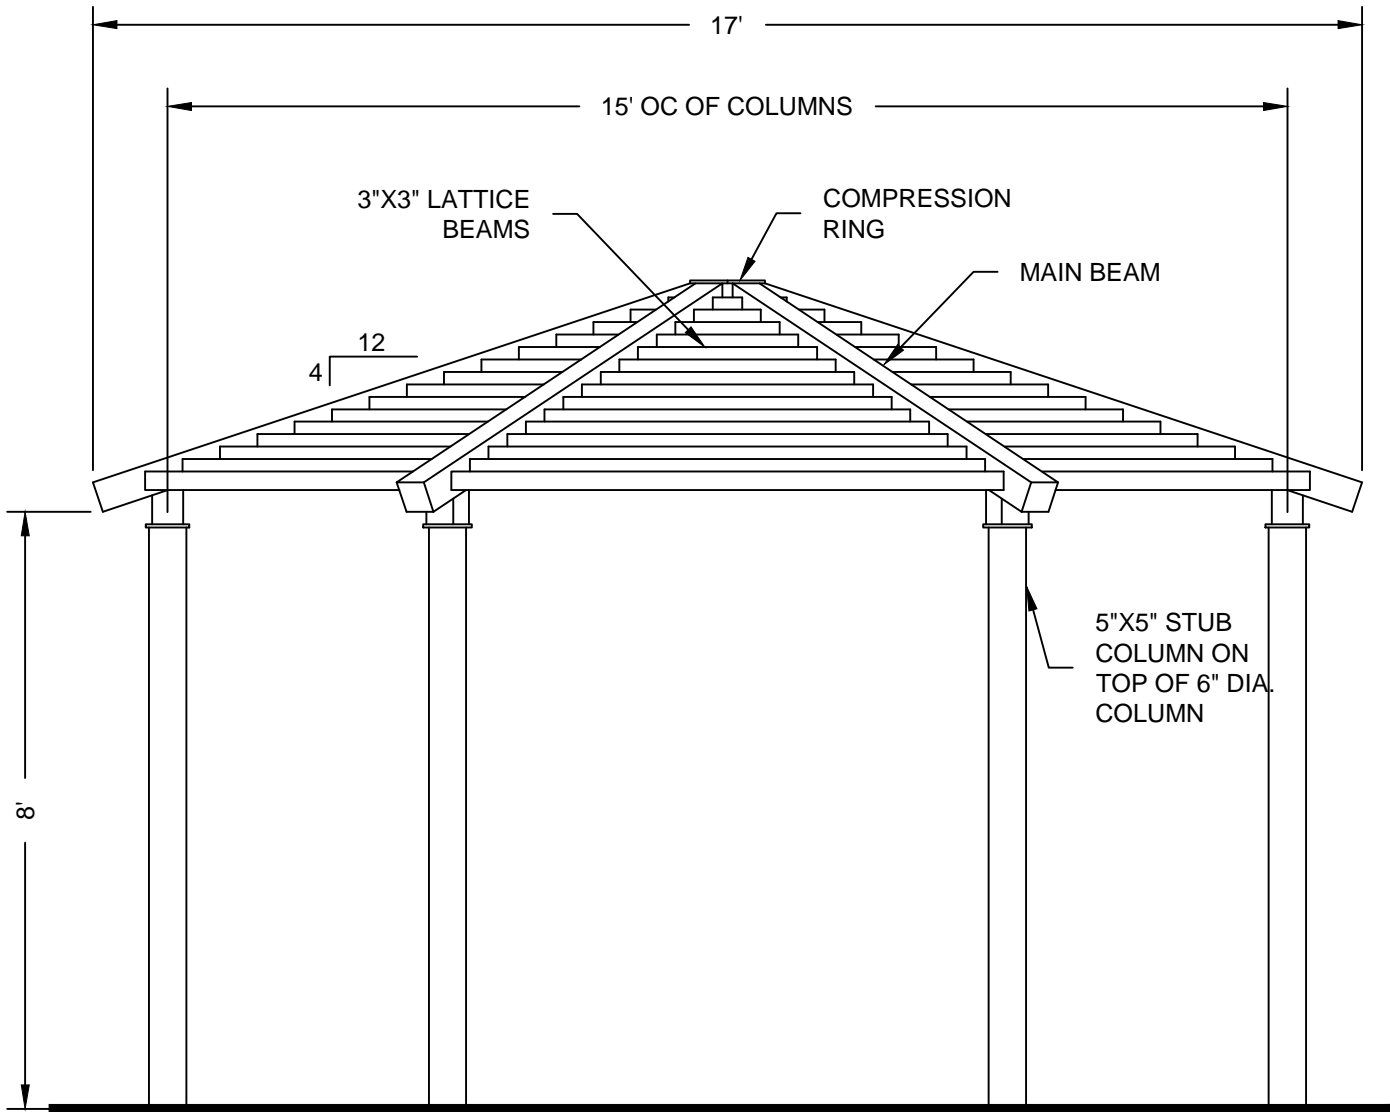 17'
15' OC OF COLUMNS
3"X3" LATTICE
BEAMS
COMPRESSION
RING
MAIN BEAM
12
4
5"X5" STUB
COLUMN ON
TOP OF 6" DIA.
COLUMN
8'